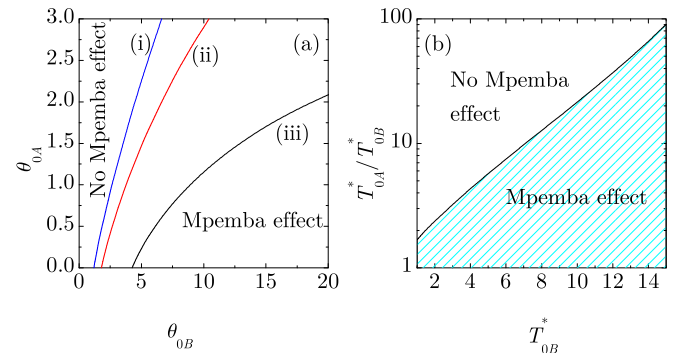 3.0
2.5
2.0
1.5
1.0
0.5
0.0
θ0A
No Mpemba effect
(i)
(ii)
(a)
(iii)
Mpemba effect
0 5 10 15 20
θ0B
(b)
No Mpemba
effect
Mpemba effect
100
10
1
T*0A/T*0B
2 4 6 8 10 12 14
T*0B